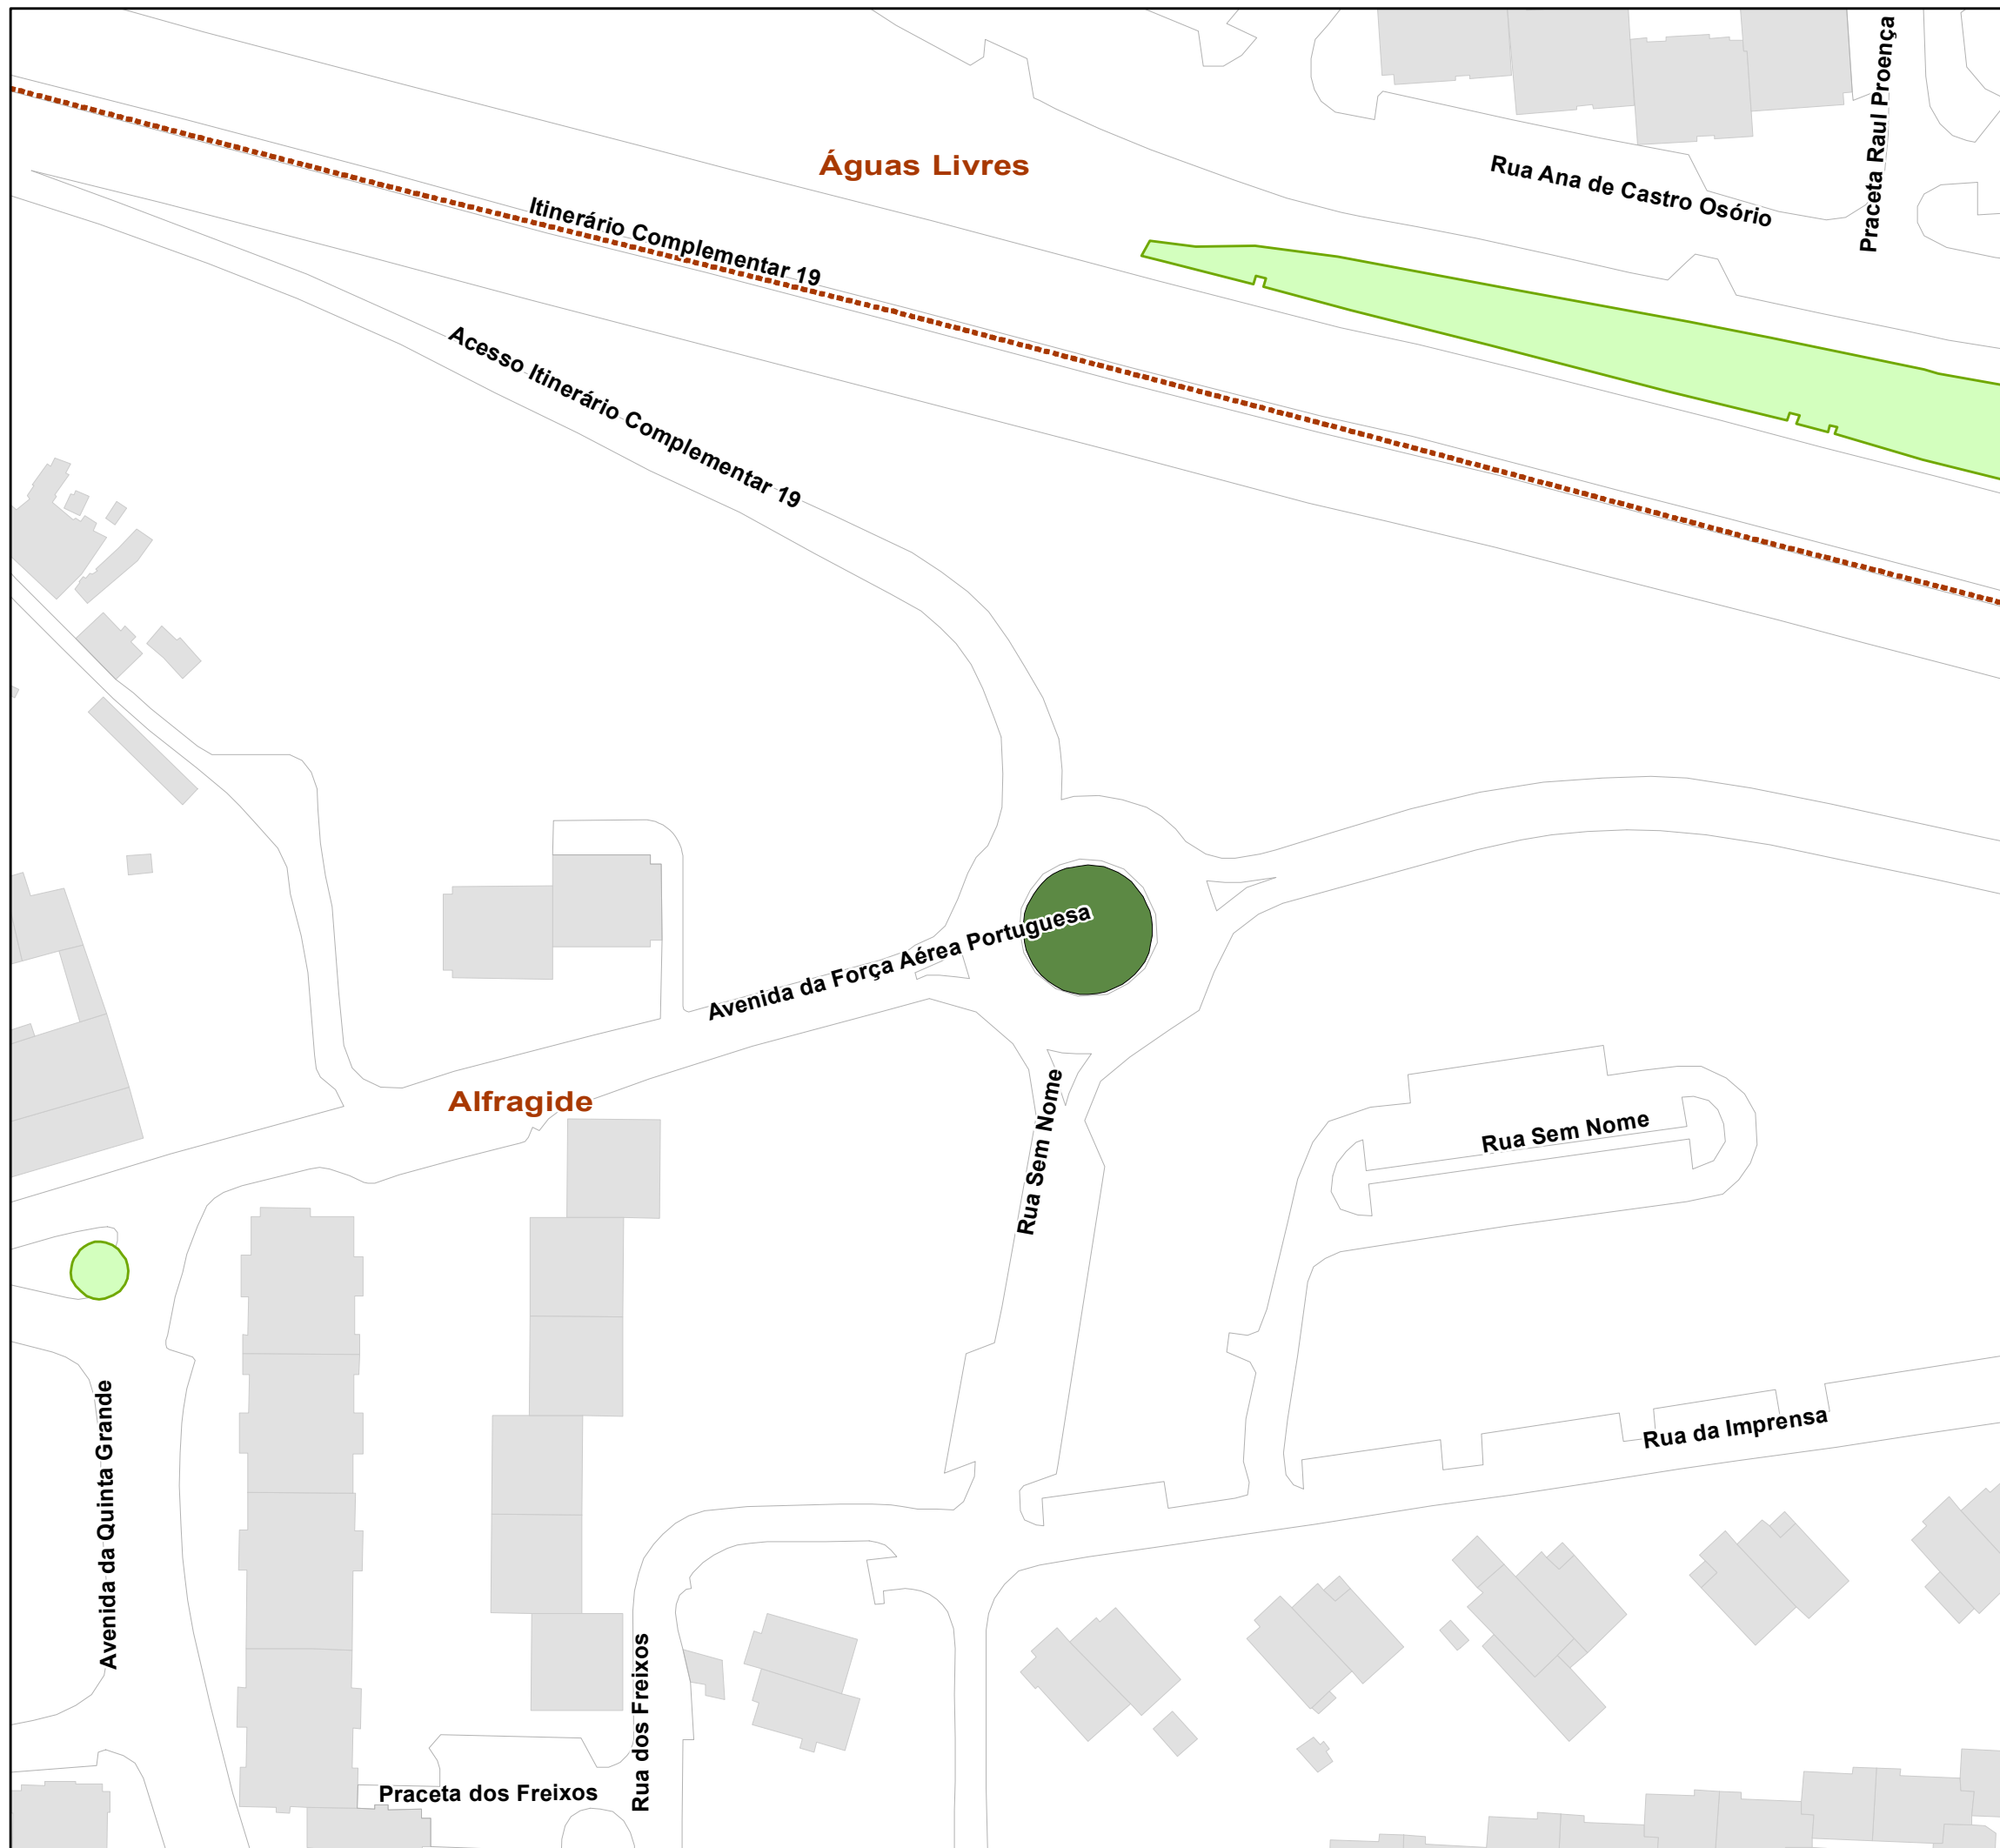 Praceta Raul Proença
Águas Livres
Rua Ana de Castro Osório
Itinerário Complementar 19
Acesso Itinerário Complementar 19
Avenida da Força Aérea Portuguesa
Alfragide
Rua Sem Nome
Rua Sem Nome
Rua da Imprensa
Avenida da Quinta Grande
Rua dos Freixos
Praceta dos Freixos